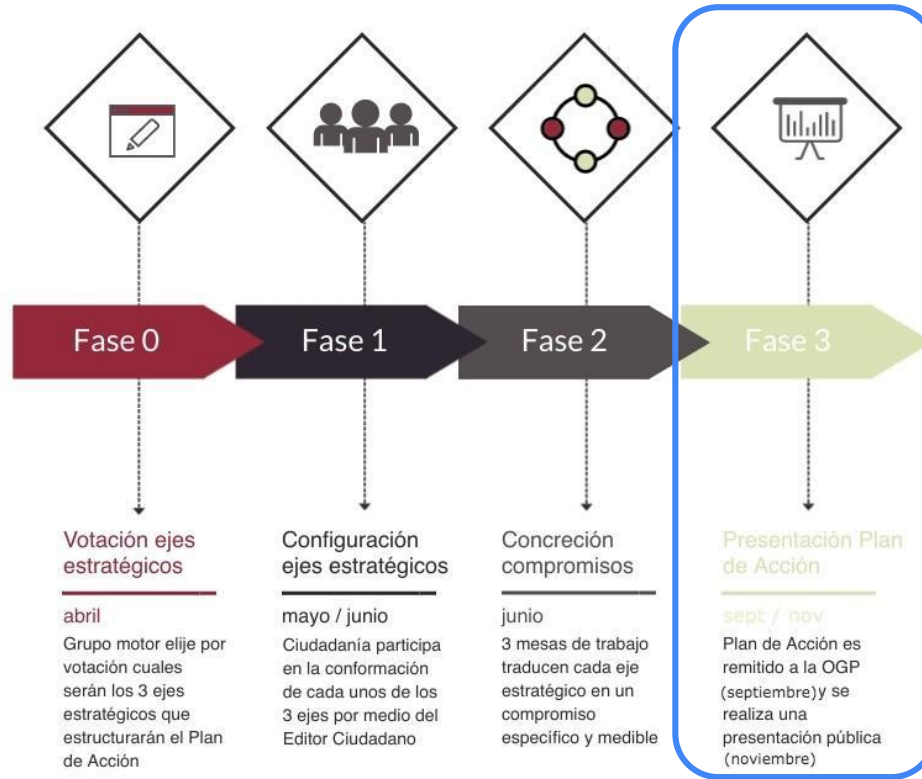 Fase 0
Fase 1
Fase 2
Fase 3
Votación ejes
estratégicos
abril
Grupo motor elije por
votación cuales
serán los 3 ejes
estratégicos que
estructurarán el Plan
de Acción
Configuración
ejes estratégicos
mayo / junio
Ciudadanía participa
en la conformación
de cada unos de los
3 ejes por medio del
Editor Ciudadano
Concreción
compromisos
junio
3 mesas de trabajo
traducen cada eje
estratégico en un
compromiso
específico y medible
Presentación Plan
de Acción
sept / nov
Plan de Acción es
remitido a la OGP
(septiembre)y se
realiza una
presentación pública
(noviembre)